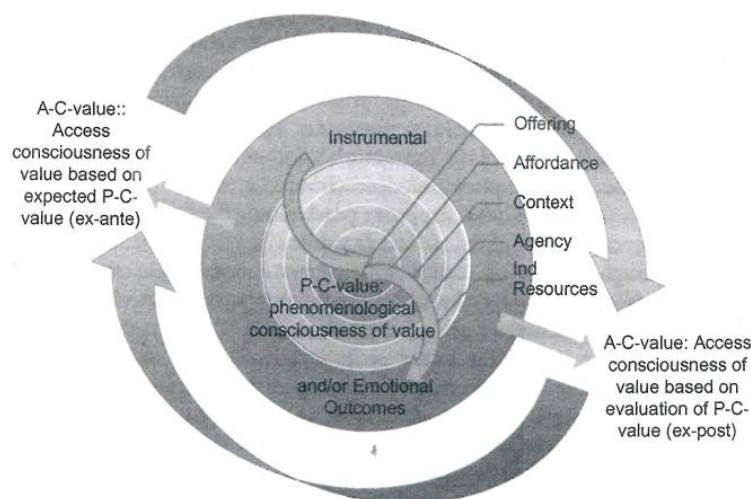 A-C-value::
Access
consciousness of
value based on
expected P-C-
value (ex-ante)
Instrumental
Offering
Affordance
Context
Agency
Ind
Resources
P-C-value:
phenomenological
consciousness of value
and/or Emotional
Outcomes
A-C-value: Access
consciousness of
value based on
evaluation of P-C-
value (ex-post)